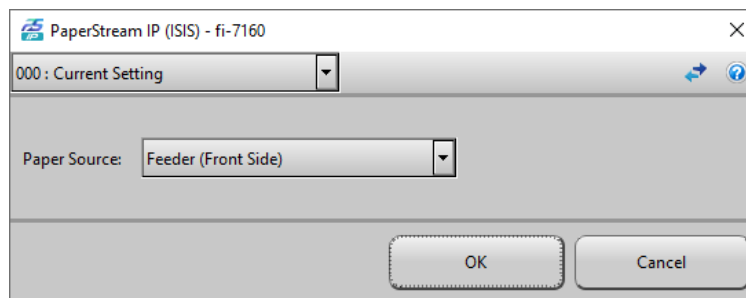 PaperStream IP (ISIS) - fi-7160
000 : Current Setting
Paper Source: Feeder (Front Side)
OK Cancel